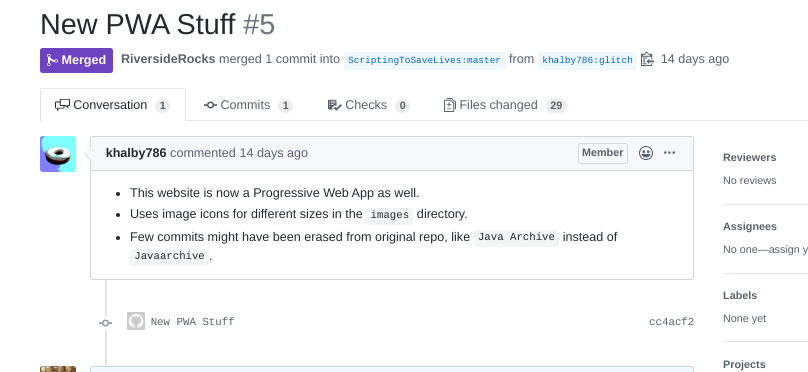 New PWA Stuff #5
Merged RiversideRocks merged 1 commit into ScriptingToSaveLives:master from khalby786:glitch 14 days ago
Conversation 1 Commits 1 Checks 0 Files changed 29
khalby786 commented 14 days ago Member
This website is now a Progressive Web App as well.
Uses image icons for different sizes in the images directory.
Few commits might have been erased from original repo, like Java Archive instead of
Javaarchive.
New PWA Stuff cc4acf2
Reviewers
No reviews
Assignees
No one—assign y
Labels
None yet
Projects